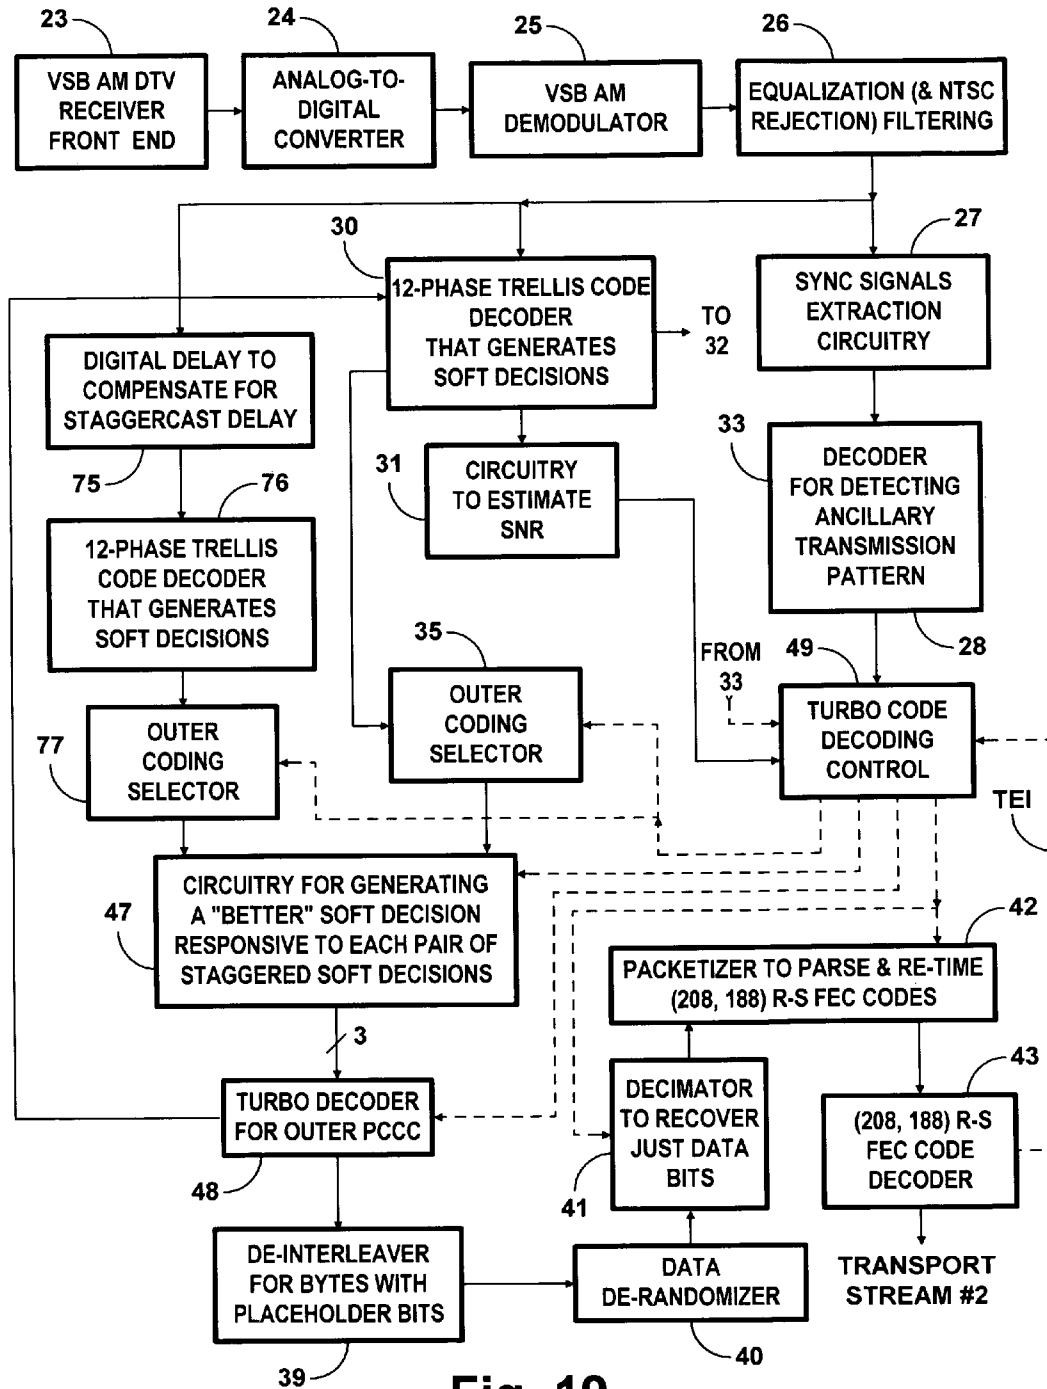 23
24
25
26
VSB AM DTV
RECEIVER
FRONT END
ANALOG-TO-
DIGITAL
CONVERTER
VSB AM
DEMODULATOR
EQUALIZATION (& NTSC
REJECTION) FILTERING
30
27
12-PHASE TRELLIS CODE
DECODER
THAT GENERATES
SOFT DECISIONS
TO
32
SYNC SIGNALS
EXTRACTION
CIRCUITRY
DIGITAL DELAY TO
COMPENSATE FOR
STAGGERCAST DELAY
75
76
31
CIRCUITRY
TO ESTIMATE
SNR
33
DECODER
FOR DETECTING
ANCILLARY
TRANSMISSION
PATTERN
28
12-PHASE TRELLIS
CODE DECODER
THAT GENERATES
SOFT DECISIONS
35
OUTER
CODING
SELECTOR
FROM
33
49
TURBO CODE
DECODING
CONTROL
TEI
77
OUTER
CODING
SELECTOR
47
CIRCUITRY FOR GENERATING
A "BETTER" SOFT DECISION
RESPONSIVE TO EACH PAIR OF
STAGGERED SOFT DECISIONS
3
42
PACKETIZER TO PARSE & RE-TIME
(208, 188) R-S FEC CODES
43
TURBO DECODER
FOR OUTER PCCC
48
DECIMATOR
TO RECOVER
JUST DATA
BITS
41
(208, 188) R-S
FEC CODE
DECODER
DE-INTERLEAVER
FOR BYTES WITH
PLACEHOLDER BITS
39
DATA
DE-RANDOMIZER
40
TRANSPORT
STREAM #2
Fig. 19